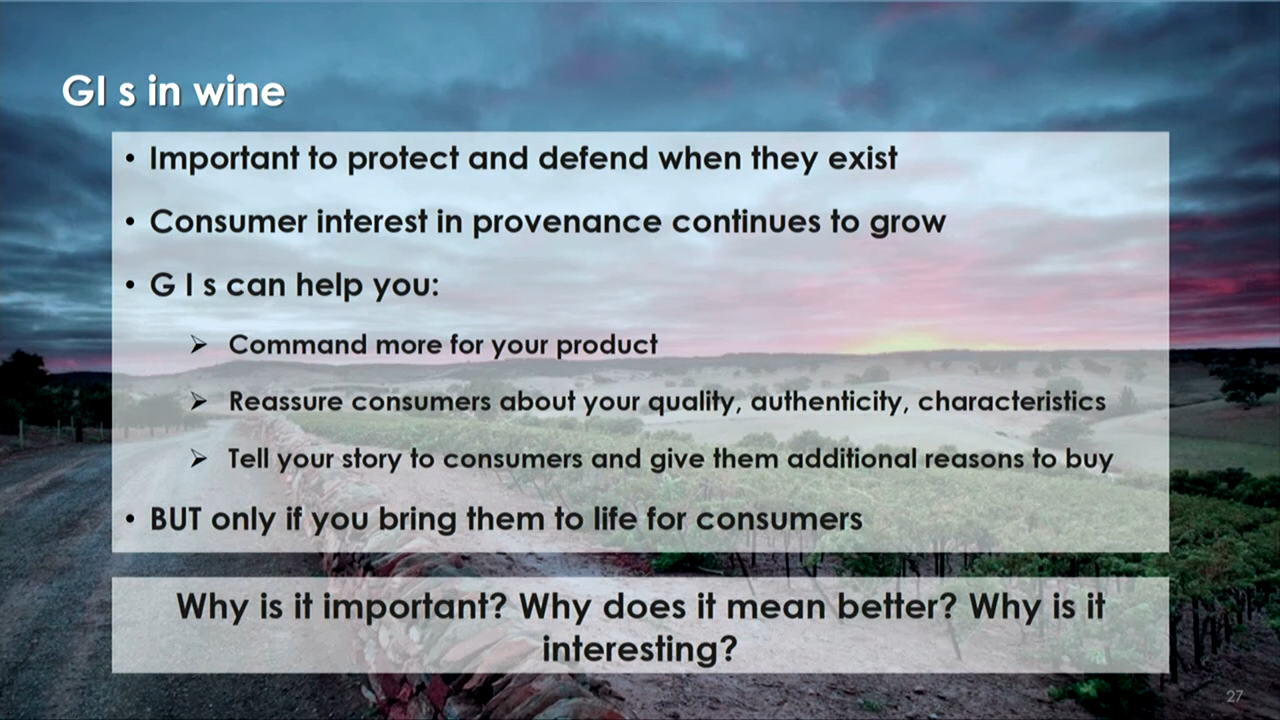 GI s in wine
• Important to protect and defend when they exist
• Consumer interest in provenance continues to grow
• G I s can help you:
➢ Command more for your product
➢ Reassure consumers about your quality, authenticity, characteristics
➢ Tell your story to consumers and give them additional reasons to buy
• BUT only if you bring them to life for consumers
Why is it important? Why does it mean better? Why is it
interesting?
27